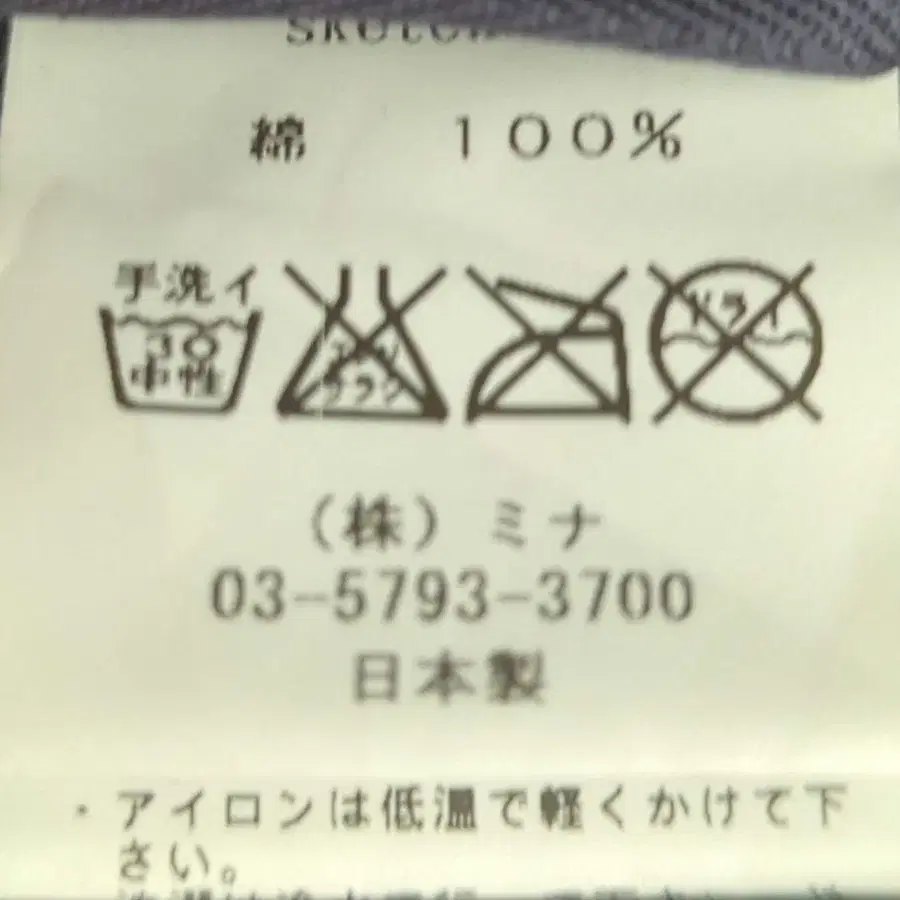 綿 100%
手洗イ
30
中性
ドライ
(株)ミナ
03-5793-3700
日本製
・アイロンは低温で軽くかけて下
さい。